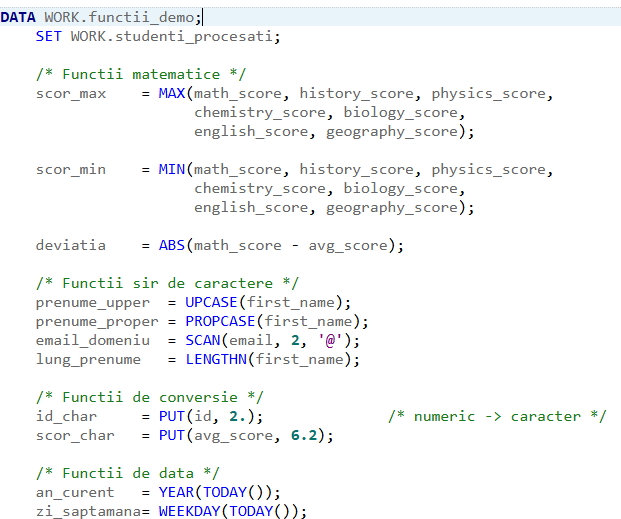 DATA WORK.functii_demo;
    SET WORK.studenti_procesati;

    /* Functii matematice */
    scor_max    = MAX(math_score, history_score, physics_score,
                      chemistry_score, biology_score,
                      english_score, geography_score);

    scor_min    = MIN(math_score, history_score, physics_score,
                      chemistry_score, biology_score,
                      english_score, geography_score);

    deviatia    = ABS(math_score - avg_score);

    /* Functii sir de caractere */
    prenume_upper  = UPCASE(first_name);
    prenume_proper = PROPCASE(first_name);
    email_domeniu  = SCAN(email, 2, '@');
    lung_prenume   = LENGTHN(first_name);

    /* Functii de conversie */
    id_char     = PUT(id, 2.);              /* numeric -> caracter */
    scor_char   = PUT(avg_score, 6.2);

    /* Functii de data */
    an_curent   = YEAR(TODAY());
    zi_saptamana= WEEKDAY(TODAY());